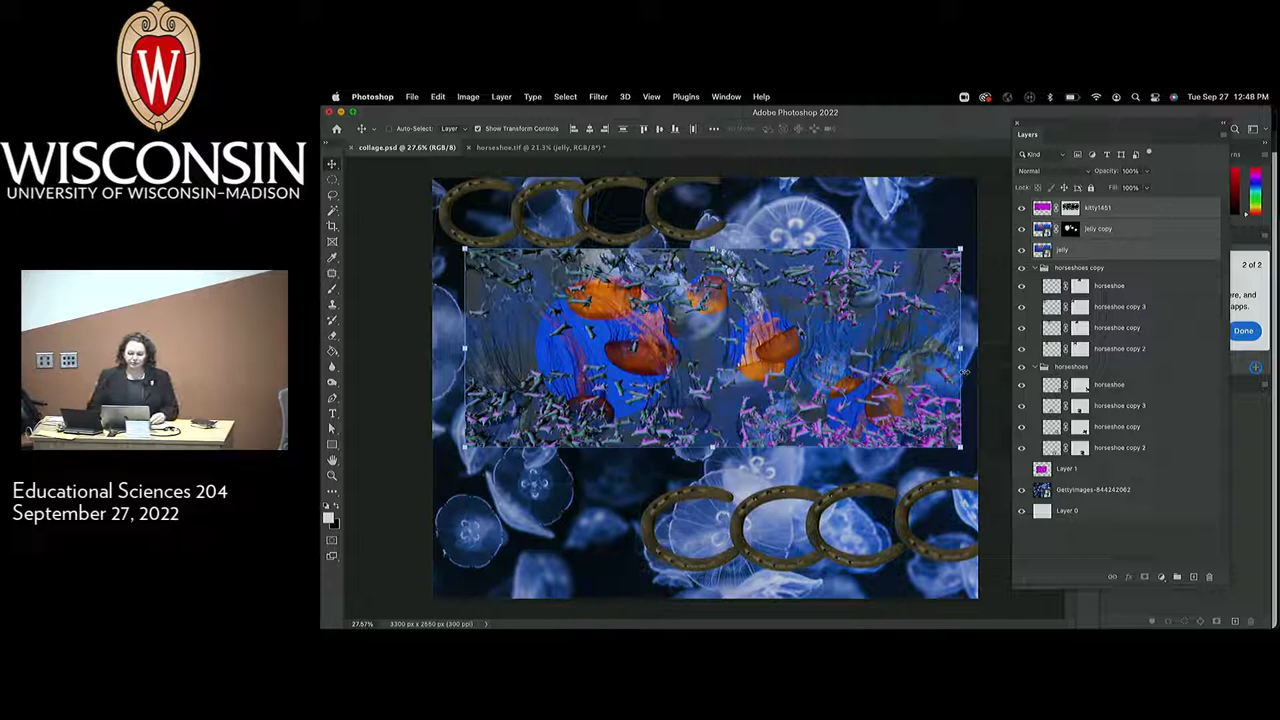 W
WISCONSIN
UNIVERSITY OF WISCONSIN-MADISON
Educational Sciences 204
September 27, 2022
Photoshop File Edit Image Layer Type Select Filter 3D View Plugins Window Help
Tue Sep 27 12:48 PM
Adobe Photoshop 2022
Auto-Select: Layer Show Transform Controls
collage.psd @ 27.6% (RGB/8) × horseshoe.tif @ 21.3% (jelly, RGB/8*) *
Layers
Kind
Normal Opacity: 100%
Lock: Fill: 100%
kitty1451
Jelly copy
jelly
horseshoes copy
horseshoe
horseshoe copy 3
horseshoe copy
horseshoe copy 2
horseshoes
horseshoe
horseshoe copy 3
horseshoe copy
horseshoe copy 2
Layer 1
GettyImages-844242062
Layer 0
2 of 2
ere, and
apps.
Done
27.57% 3300 px x 2550 px (300 ppi)